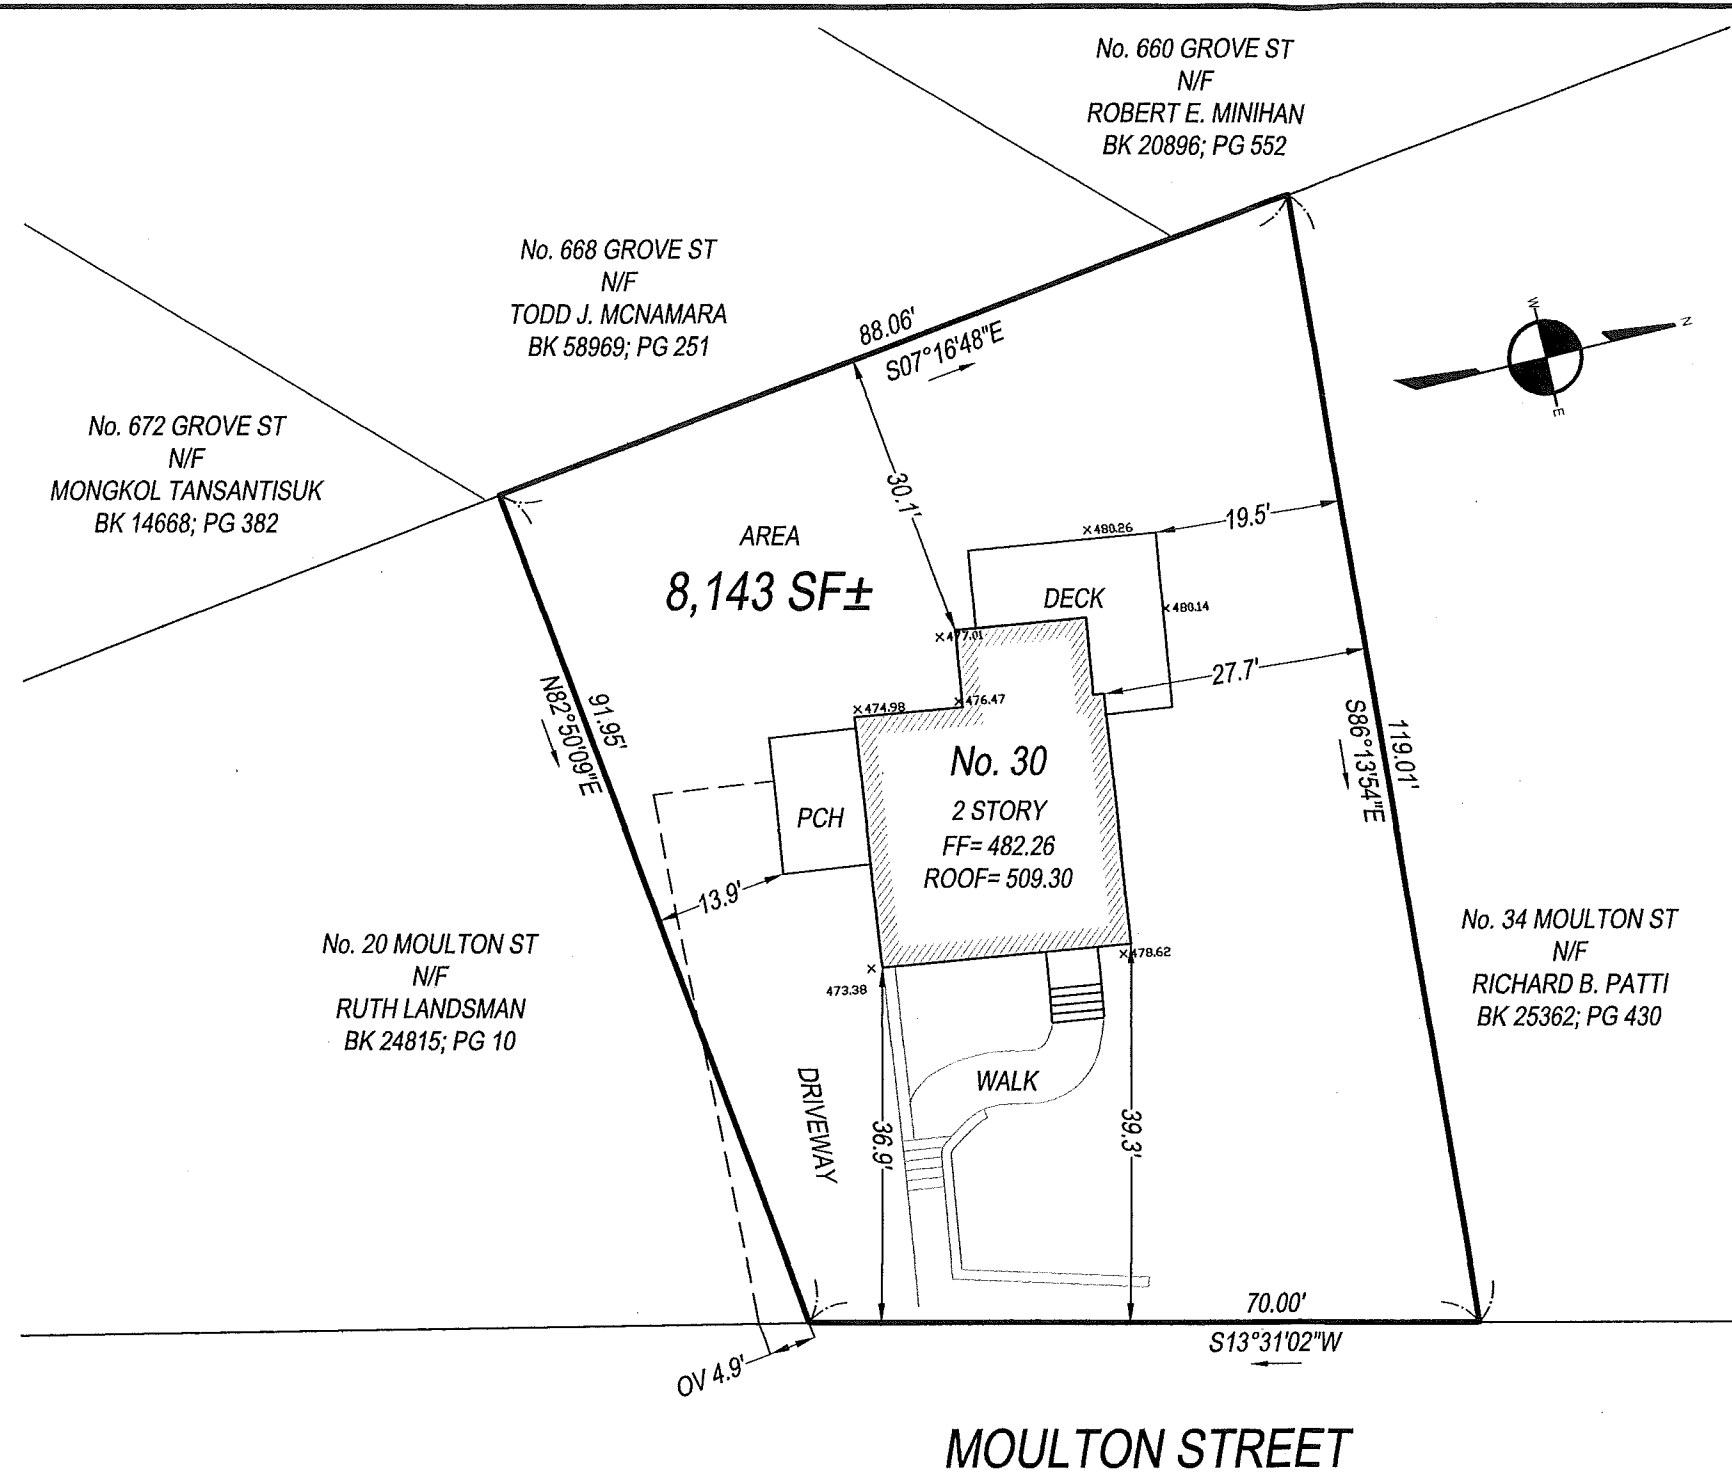 No. 660 GROVE ST
N/F
ROBERT E. MINIHAN
BK 20896; PG 552
No. 668 GROVE ST
N/F
TODD J. MCNAMARA
BK 58969; PG 251
No. 672 GROVE ST
N/F
MONGKOL TANSANTISUK
BK 14668; PG 382
88.06'
S07°16'48"E
W
N
E
30.1'
AREA
8,143 SF±
×480.26
19.5'
DECK
×480.14
×477.01
27.7'
×474.98
×476.47
91.95'
N82°50'09"E
119.01'
S86°13'54"E
No. 30
2 STORY
FF= 482.26
ROOF= 509.30
PCH
13.9'
No. 20 MOULTON ST
N/F
RUTH LANDSMAN
BK 24815; PG 10
No. 34 MOULTON ST
N/F
RICHARD B. PATTI
BK 25362; PG 430
×478.62
×
473.38
WALK
DRIVEWAY
36.9'
39.3'
70.00'
S13°31'02"W
OV 4.9'
MOULTON STREET